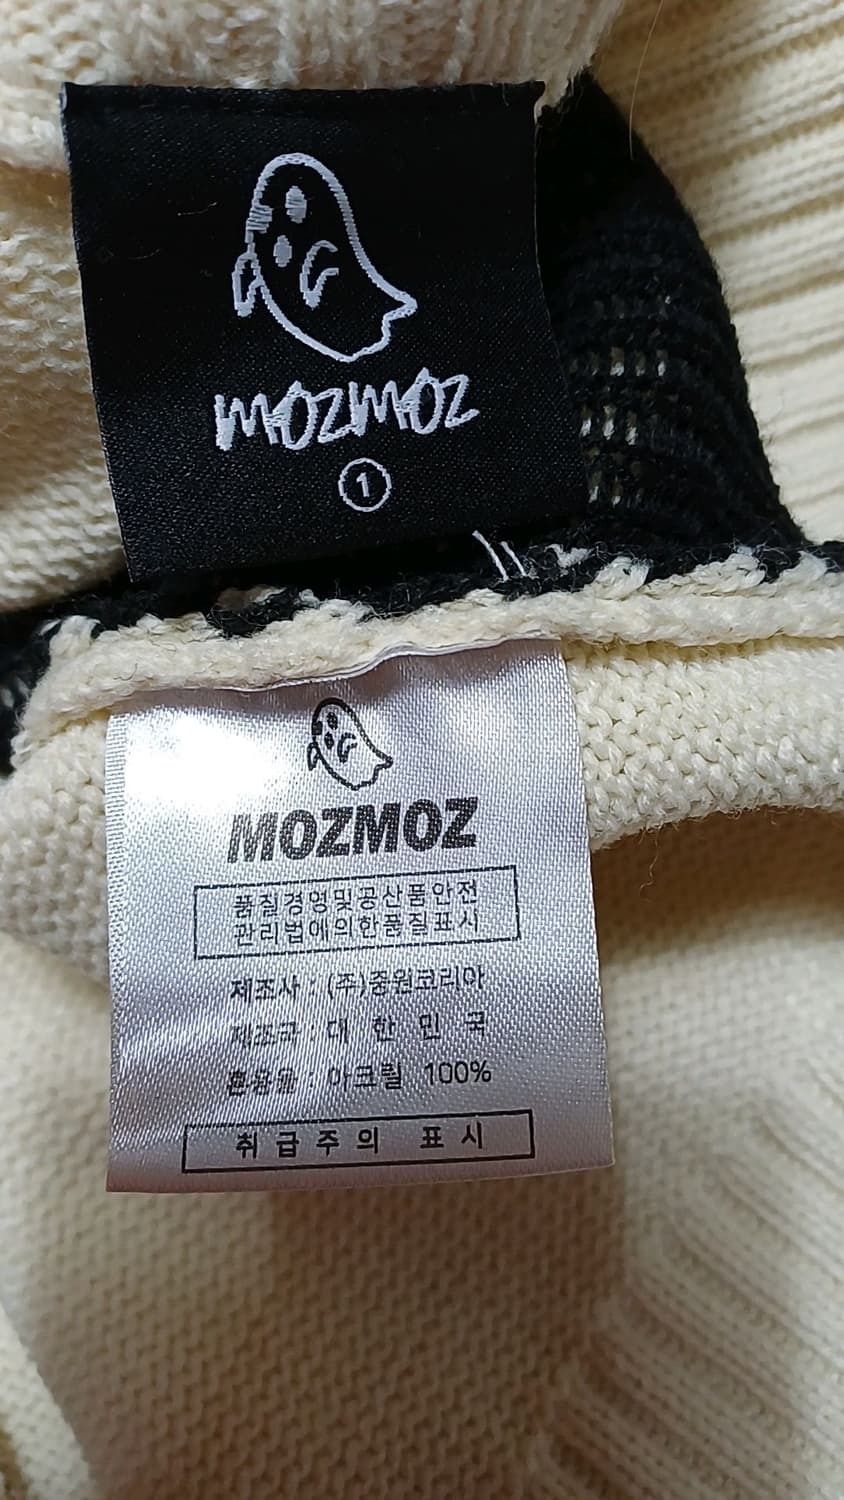 mozmoz
1
MOZMOZ
품질경영및공산품안전
관리법에의한품질표시
제조사 : (주)중원코리아
제조국 : 대 한 민 국
혼용율 : 아크릴 100%
취 급 주 의 표 시